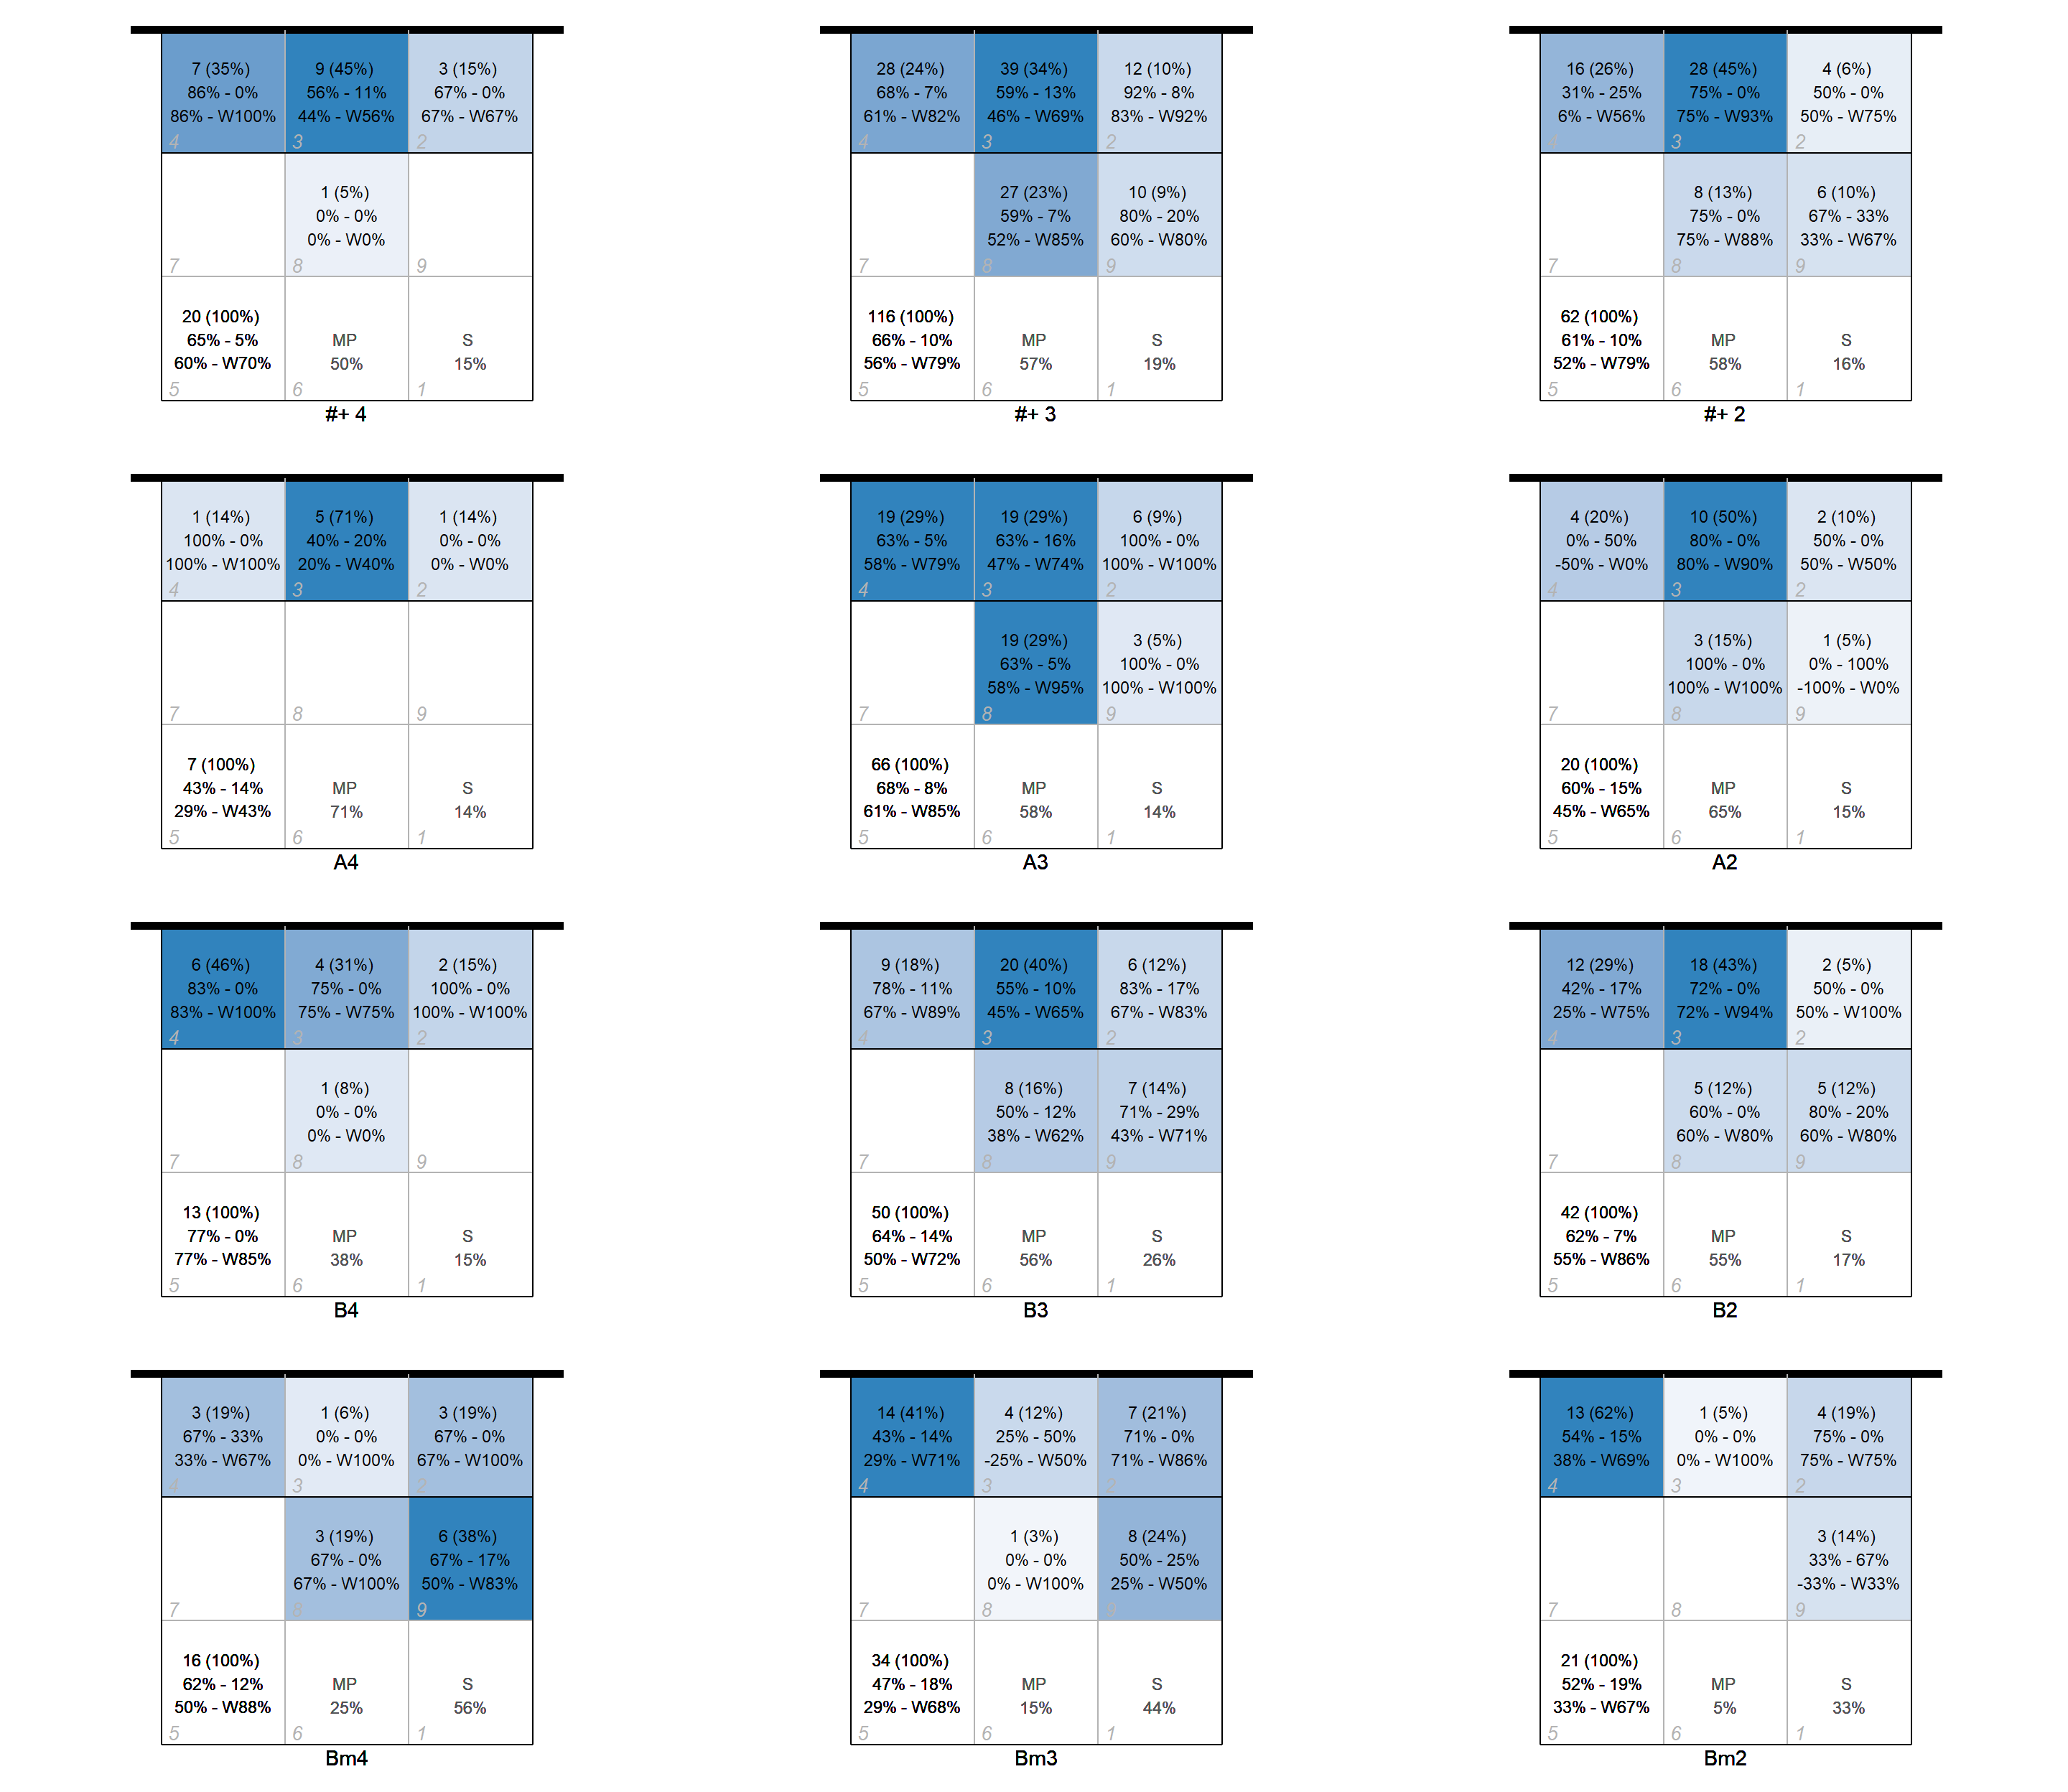 7 (35%)
86% - 0%
86% - W100%
4
9 (45%)
56% - 11%
44% - W56%
3
3 (15%)
67% - 0%
67% - W67%
2
7
1 (5%)
0% - 0%
0% - W0%
8
9
20 (100%)
65% - 5%
60% - W70%
5
MP
50%
6
S
15%
1
#+ 4
28 (24%)
68% - 7%
61% - W82%
4
39 (34%)
59% - 13%
46% - W69%
3
12 (10%)
92% - 8%
83% - W92%
2
7
27 (23%)
59% - 7%
52% - W85%
8
10 (9%)
80% - 20%
60% - W80%
9
116 (100%)
66% - 10%
56% - W79%
5
MP
57%
6
S
19%
1
#+ 3
16 (26%)
31% - 25%
6% - W56%
4
28 (45%)
75% - 0%
75% - W93%
3
4 (6%)
50% - 0%
50% - W75%
2
7
8 (13%)
75% - 0%
75% - W88%
8
6 (10%)
67% - 33%
33% - W67%
9
62 (100%)
61% - 10%
52% - W79%
5
MP
58%
6
S
16%
1
#+ 2
1 (14%)
100% - 0%
100% - W100%
4
5 (71%)
40% - 20%
20% - W40%
3
1 (14%)
0% - 0%
0% - W0%
2
7
8
9
7 (100%)
43% - 14%
29% - W43%
5
MP
71%
6
S
14%
1
A4
19 (29%)
63% - 5%
58% - W79%
4
19 (29%)
63% - 16%
47% - W74%
3
6 (9%)
100% - 0%
100% - W100%
2
7
19 (29%)
63% - 5%
58% - W95%
8
3 (5%)
100% - 0%
100% - W100%
9
66 (100%)
68% - 8%
61% - W85%
5
MP
58%
6
S
14%
1
A3
4 (20%)
0% - 50%
-50% - W0%
4
10 (50%)
80% - 0%
80% - W90%
3
2 (10%)
50% - 0%
50% - W50%
2
7
3 (15%)
100% - 0%
100% - W100%
8
1 (5%)
0% - 100%
-100% - W0%
9
20 (100%)
60% - 15%
45% - W65%
5
MP
65%
6
S
15%
1
A2
6 (46%)
83% - 0%
83% - W100%
4
4 (31%)
75% - 0%
75% - W75%
3
2 (15%)
100% - 0%
100% - W100%
2
7
1 (8%)
0% - 0%
0% - W0%
8
9
13 (100%)
77% - 0%
77% - W85%
5
MP
38%
6
S
15%
1
B4
9 (18%)
78% - 11%
67% - W89%
4
20 (40%)
55% - 10%
45% - W65%
3
6 (12%)
83% - 17%
67% - W83%
2
7
8 (16%)
50% - 12%
38% - W62%
8
7 (14%)
71% - 29%
43% - W71%
9
50 (100%)
64% - 14%
50% - W72%
5
MP
56%
6
S
26%
1
B3
12 (29%)
42% - 17%
25% - W75%
4
18 (43%)
72% - 0%
72% - W94%
3
2 (5%)
50% - 0%
50% - W100%
2
7
5 (12%)
60% - 0%
60% - W80%
8
5 (12%)
80% - 20%
60% - W80%
9
42 (100%)
62% - 7%
55% - W86%
5
MP
55%
6
S
17%
1
B2
3 (19%)
67% - 33%
33% - W67%
4
1 (6%)
0% - 0%
0% - W100%
3
3 (19%)
67% - 0%
67% - W100%
2
7
3 (19%)
67% - 0%
67% - W100%
8
6 (38%)
67% - 17%
50% - W83%
9
16 (100%)
62% - 12%
50% - W88%
5
MP
25%
6
S
56%
1
Bm4
14 (41%)
43% - 14%
29% - W71%
4
4 (12%)
25% - 50%
-25% - W50%
3
7 (21%)
71% - 0%
71% - W86%
2
7
1 (3%)
0% - 0%
0% - W100%
8
8 (24%)
50% - 25%
25% - W50%
9
34 (100%)
47% - 18%
29% - W68%
5
MP
15%
6
S
44%
1
Bm3
13 (62%)
54% - 15%
38% - W69%
4
1 (5%)
0% - 0%
0% - W100%
3
4 (19%)
75% - 0%
75% - W75%
2
7
8
3 (14%)
33% - 67%
-33% - W33%
9
21 (100%)
52% - 19%
33% - W67%
5
MP
5%
6
S
33%
1
Bm2